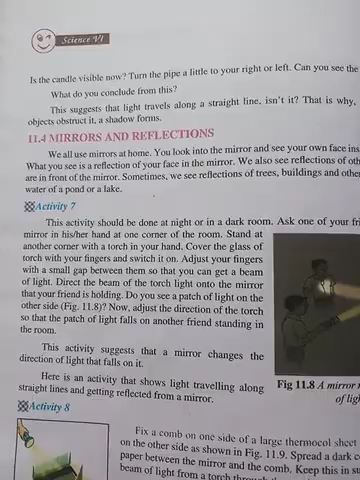 Science VI
Is the candle visible now? Turn the pipe a little to your right or left. Can you see the
What do you conclude from this?
This suggests that light travels along a straight line, isn't it? That is why,
objects obstruct it, a shadow forms.
11.4 MIRRORS AND REFLECTIONS
We all use mirrors at home. You look into the mirror and see your own face ins
What you see is a reflection of your face in the mirror. We also see reflections of oth
are in front of the mirror. Sometimes, we see reflections of trees, buildings and othe
water of a pond or a lake.
Activity 7
This activity should be done at night or in a dark room. Ask one of your fri
mirror in his/her hand at one corner of the room. Stand at
another corner with a torch in your hand. Cover the glass of
torch with your fingers and switch it on. Adjust your fingers
with a small gap between them so that you can get a beam
of light. Direct the beam of the torch light onto the mirror
that your friend is holding. Do you see a patch of light on the
other side (Fig. 11.8)? Now, adjust the direction of the torch
so that the patch of light falls on another friend standing in
the room.
This activity suggests that a mirror changes the
direction of light that falls on it.
Here is an activity that shows light travelling along
straight lines and getting reflected from a mirror.
Fig 11.8 A mirror r
of ligh
Activity 8
Fix a comb on one side of a large thermocol sheet
on the other side as shown in Fig. 11.9. Spread a dark c
paper between the mirror and the comb. Keep this in su
beam of light from a torch through